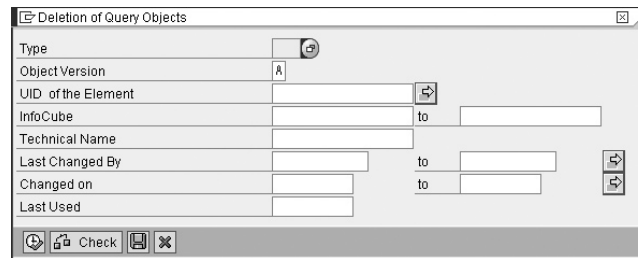 Deletion of Query Objects
Type
Object Version A
UID of the Element
InfoCube to
Technical Name
Last Changed By to
Changed on to
Last Used
Check